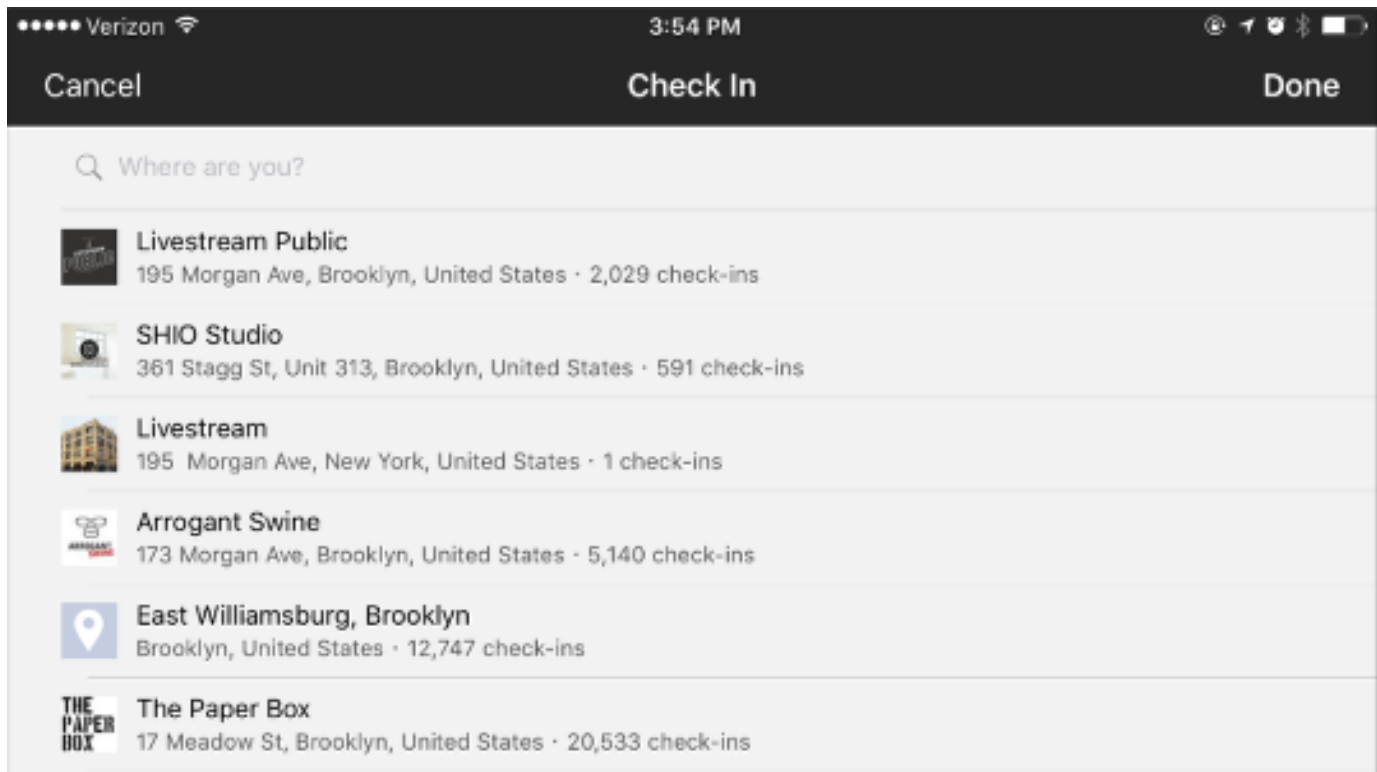 Verizon 3:54 PM
Cancel Check In Done
Where are you?
Livestream Public
195 Morgan Ave, Brooklyn, United States · 2,029 check-ins
SHIO Studio
361 Stagg St, Unit 313, Brooklyn, United States · 591 check-ins
Livestream
195  Morgan Ave, New York, United States · 1 check-ins
ARROGANT
SWINE
Arrogant Swine
173 Morgan Ave, Brooklyn, United States · 5,140 check-ins
East Williamsburg, Brooklyn
Brooklyn, United States · 12,747 check-ins
THE
PAPER
BOX
The Paper Box
17 Meadow St, Brooklyn, United States · 20,533 check-ins